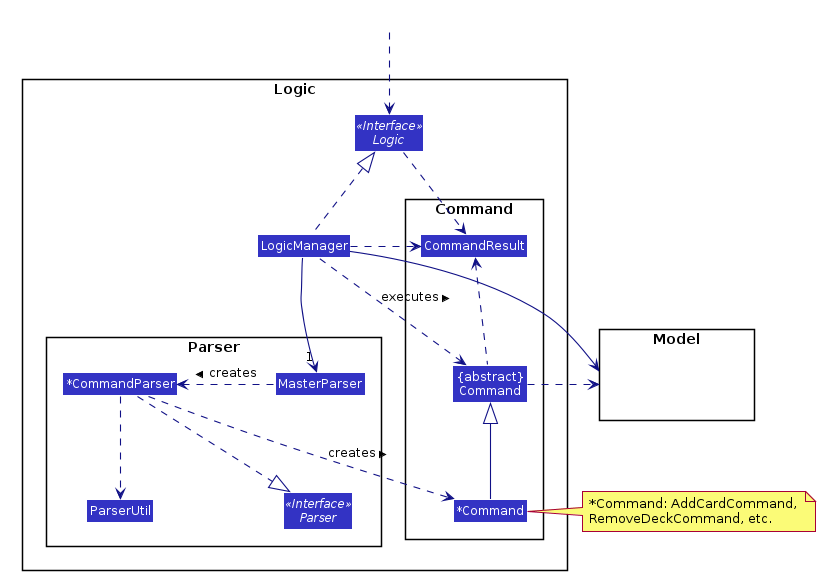 Logic
«Interface»
Logic
Command
LogicManager
CommandResult
executes ▶
Parser
Model
1
◀ creates
*CommandParser
MasterParser
{abstract}
Command
creates ▶
ParserUtil
«Interface»
Parser
*Command
*Command: AddCardCommand,
RemoveDeckCommand, etc.